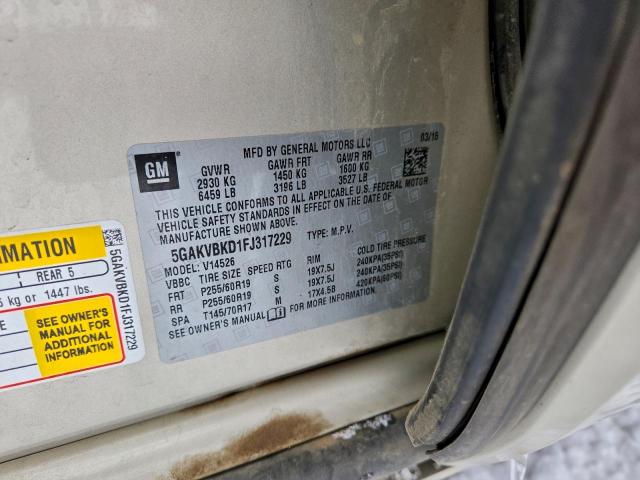 MFD BY GENERAL MOTORS LLC
03/15
GM
GVWR GAWR FRT GAWR RR
2930 KG 1450 KG 1600 KG
6459 LB 3196 LB 3527 LB
THIS VEHICLE CONFORMS TO ALL APPLICABLE U.S. FEDERAL MOTOR
VEHICLE SAFETY STANDARDS IN EFFECT ON THE DATE OF
MANUFACTURE SHOWN ABOVE.
5GAKVBKD1FJ317229 TYPE: M.P.V.
MODEL: V14526
VBBC TIRE SIZE SPEED RTG RIM COLD TIRE PRESSURE
FRT P255/60R19 S 19X7.5J 240KPA(35PSI)
RR P255/60R19 S 19X7.5J 240KPA(35PSI)
SPA T145/70R17 M 17X4.5B 420KPA(60PSI)
SEE OWNER'S MANUAL FOR MORE INFORMATION.
RMATION
1 REAR 5
kg or 1447 lbs.
E
SEE OWNER'S
MANUAL FOR
ADDITIONAL
INFORMATION
5GAKVBKD1FJ317229